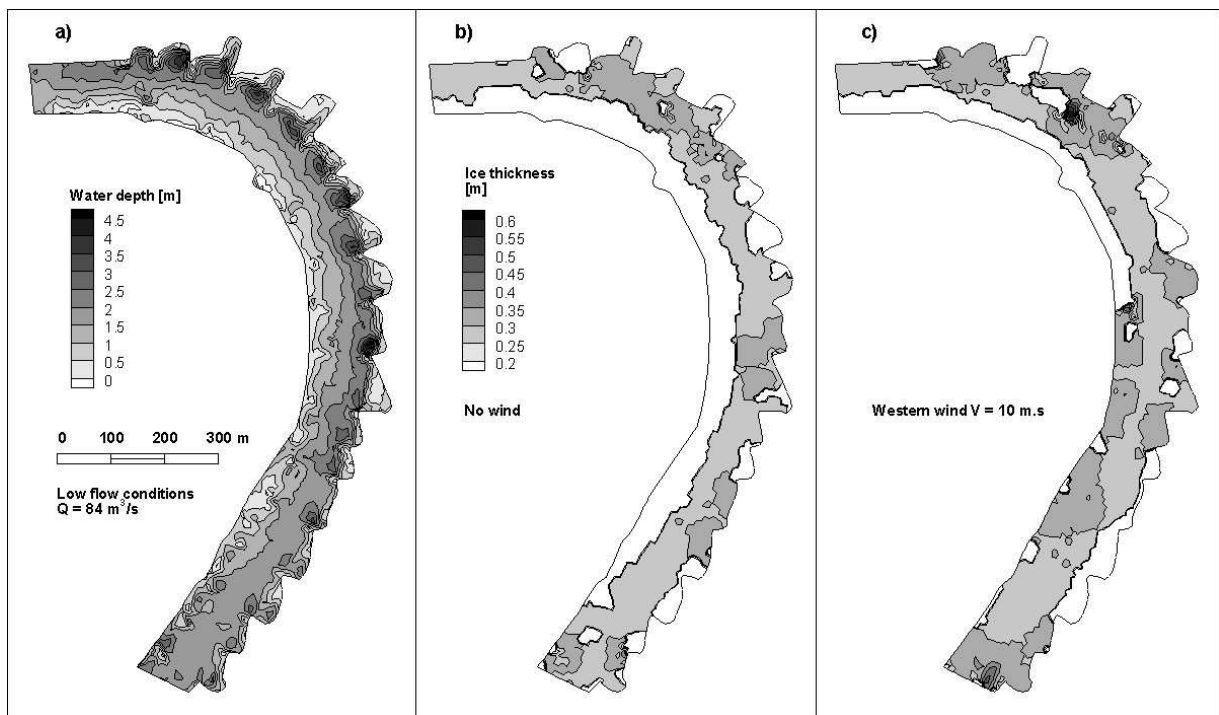 a)
Water depth [m]
4.5
4
3.5
3
2.5
2
1.5
1
0.5
0
0 100 200 300 m
Low flow conditions
Q = 84 m³/s
b)
Ice thickness
[m]
0.6
0.55
0.5
0.45
0.4
0.35
0.3
0.25
0.2
No wind
c)
Western wind V = 10 m.s